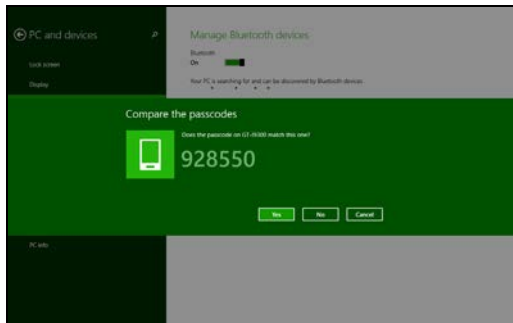 PC and devices
Manage Bluetooth devices
Lock screen
Bluetooth
On
Display
Your PC is searching for and can be discovered by Bluetooth devices
Compare the passcodes
Does the passcode on GT-I9300 match this one?
928550
Yes
No
Cancel
PC info